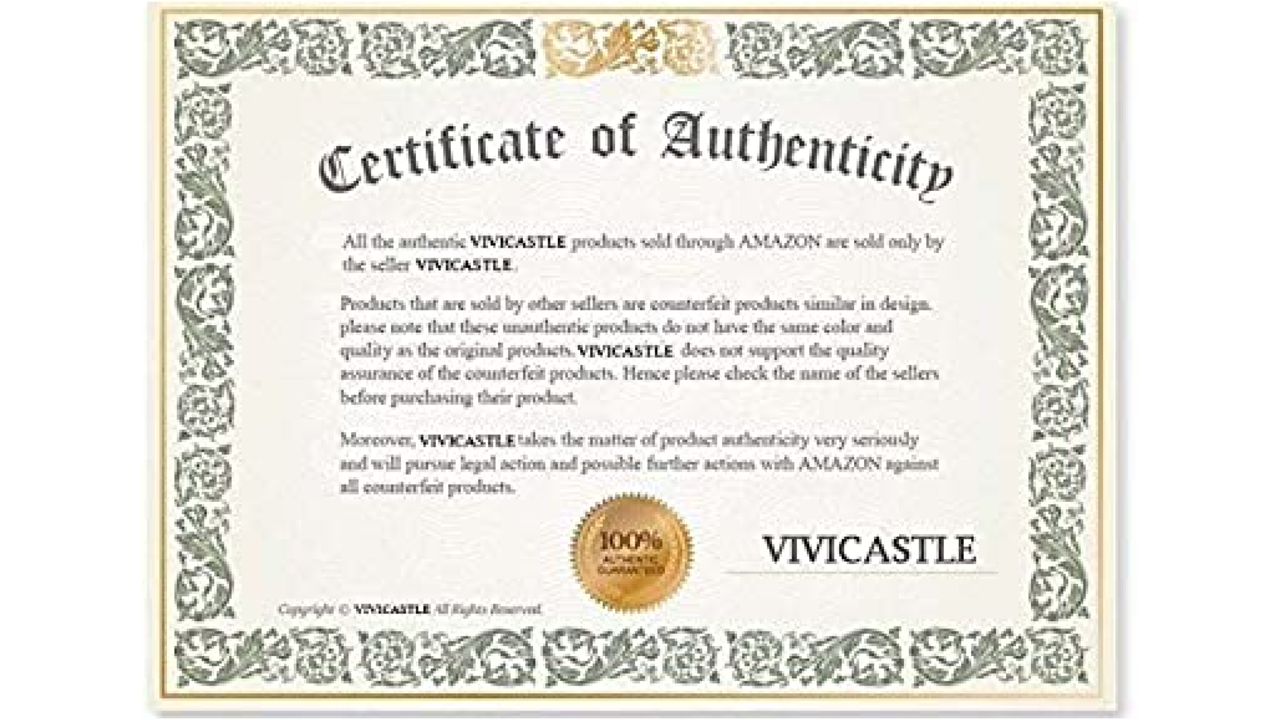 Certificate of Authenticity
All the authentic VIVICASTLE products sold through AMAZON are sold only by
the seller VIVICASTLE.
Products that are sold by other sellers are counterfeit products similar in design.
please note that these unauthentic products do not have the same color and
quality as the original products. VIVICASTLE does not support the quality
assurance of the counterfeit products. Hence please check the name of the sellers
before purchasing their product.
Moreover, VIVICASTLE takes the matter of product authenticity very seriously
and will pursue legal action and possible further actions with AMAZON against
all counterfeit products.
100%
AUTHENTIC
GUARANTEED
VIVICASTLE
Copyright © VIVICASTLE All Rights Reserved.